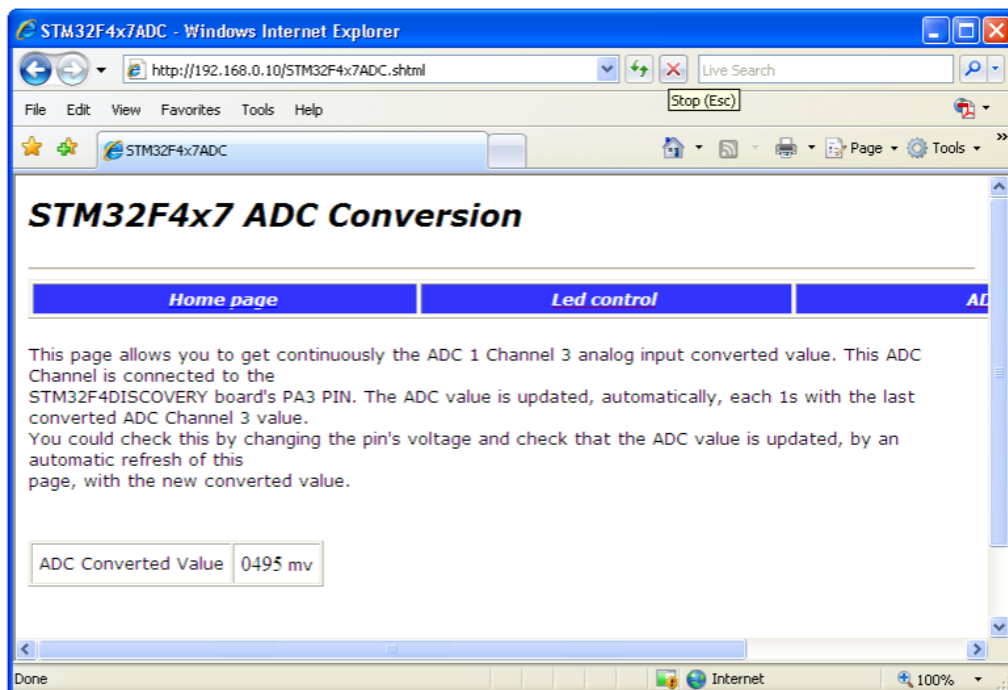 STM32F4x7ADC - Windows Internet Explorer
http://192.168.0.10/STM32F4x7ADC.shtml
Live Search
Stop (Esc)
File Edit View Favorites Tools Help
STM32F4x7ADC
Page
Tools
STM32F4x7 ADC Conversion
Home page
Led control
AD
This page allows you to get continuously the ADC 1 Channel 3 analog input converted value. This ADC
Channel is connected to the
STM32F4DISCOVERY board's PA3 PIN. The ADC value is updated, automatically, each 1s with the last
converted ADC Channel 3 value.
You could check this by changing the pin's voltage and check that the ADC value is updated, by an
automatic refresh of this
page, with the new converted value.
ADC Converted Value 0495 mv
Done
Internet
100%